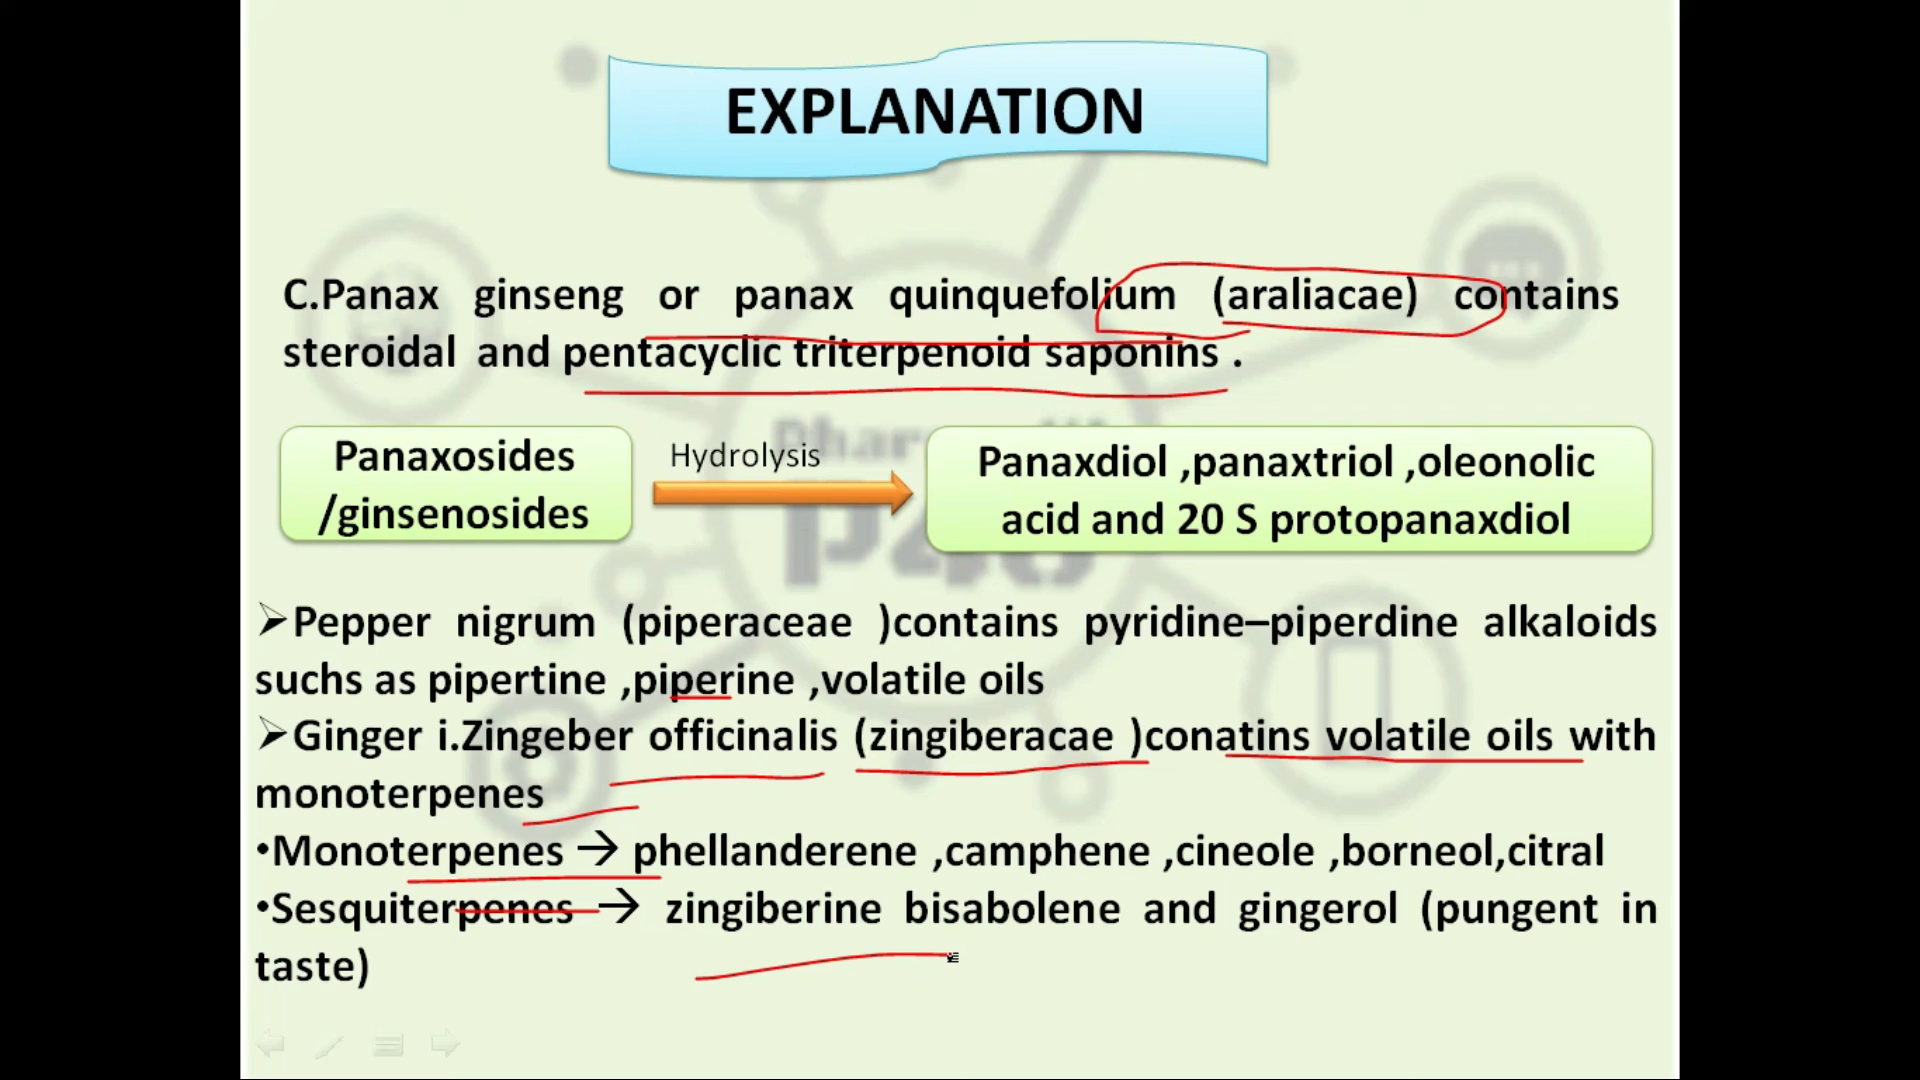 EXPLANATION
C.Panax ginseng or panax quinquefolium (araliacae) contains
steroidal and pentacyclic triterpenoid saponins .
Panaxosides
/ginsenosides
Hydrolysis
Panaxdiol ,panaxtriol ,oleonolic
acid and 20 S protopanaxdiol
➢Pepper nigrum (piperaceae )contains pyridine–piperdine alkaloids
suchs as pipertine ,piperine ,volatile oils
➢Ginger i.Zingeber officinalis (zingiberacae )conatins volatile oils with
monoterpenes
•Monoterpenes → phellanderene ,camphene ,cineole ,borneol,citral
•Sesquiterpenes → zingiberine bisabolene and gingerol (pungent in
taste)